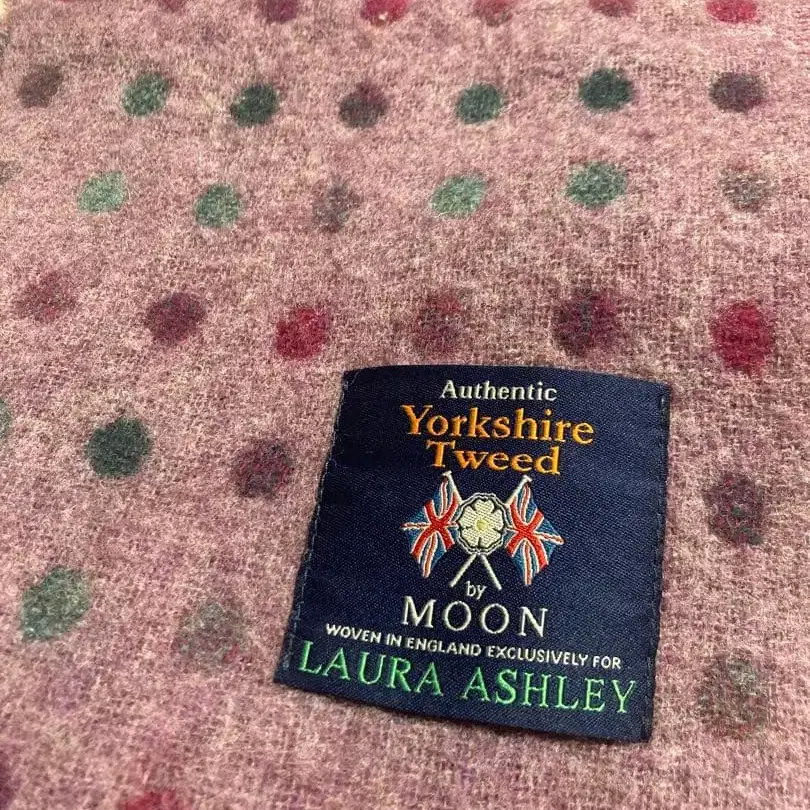 Authentic
Yorkshire
Tweed
by
MOON
WOVEN IN ENGLAND EXCLUSIVELY FOR
LAURA ASHLEY